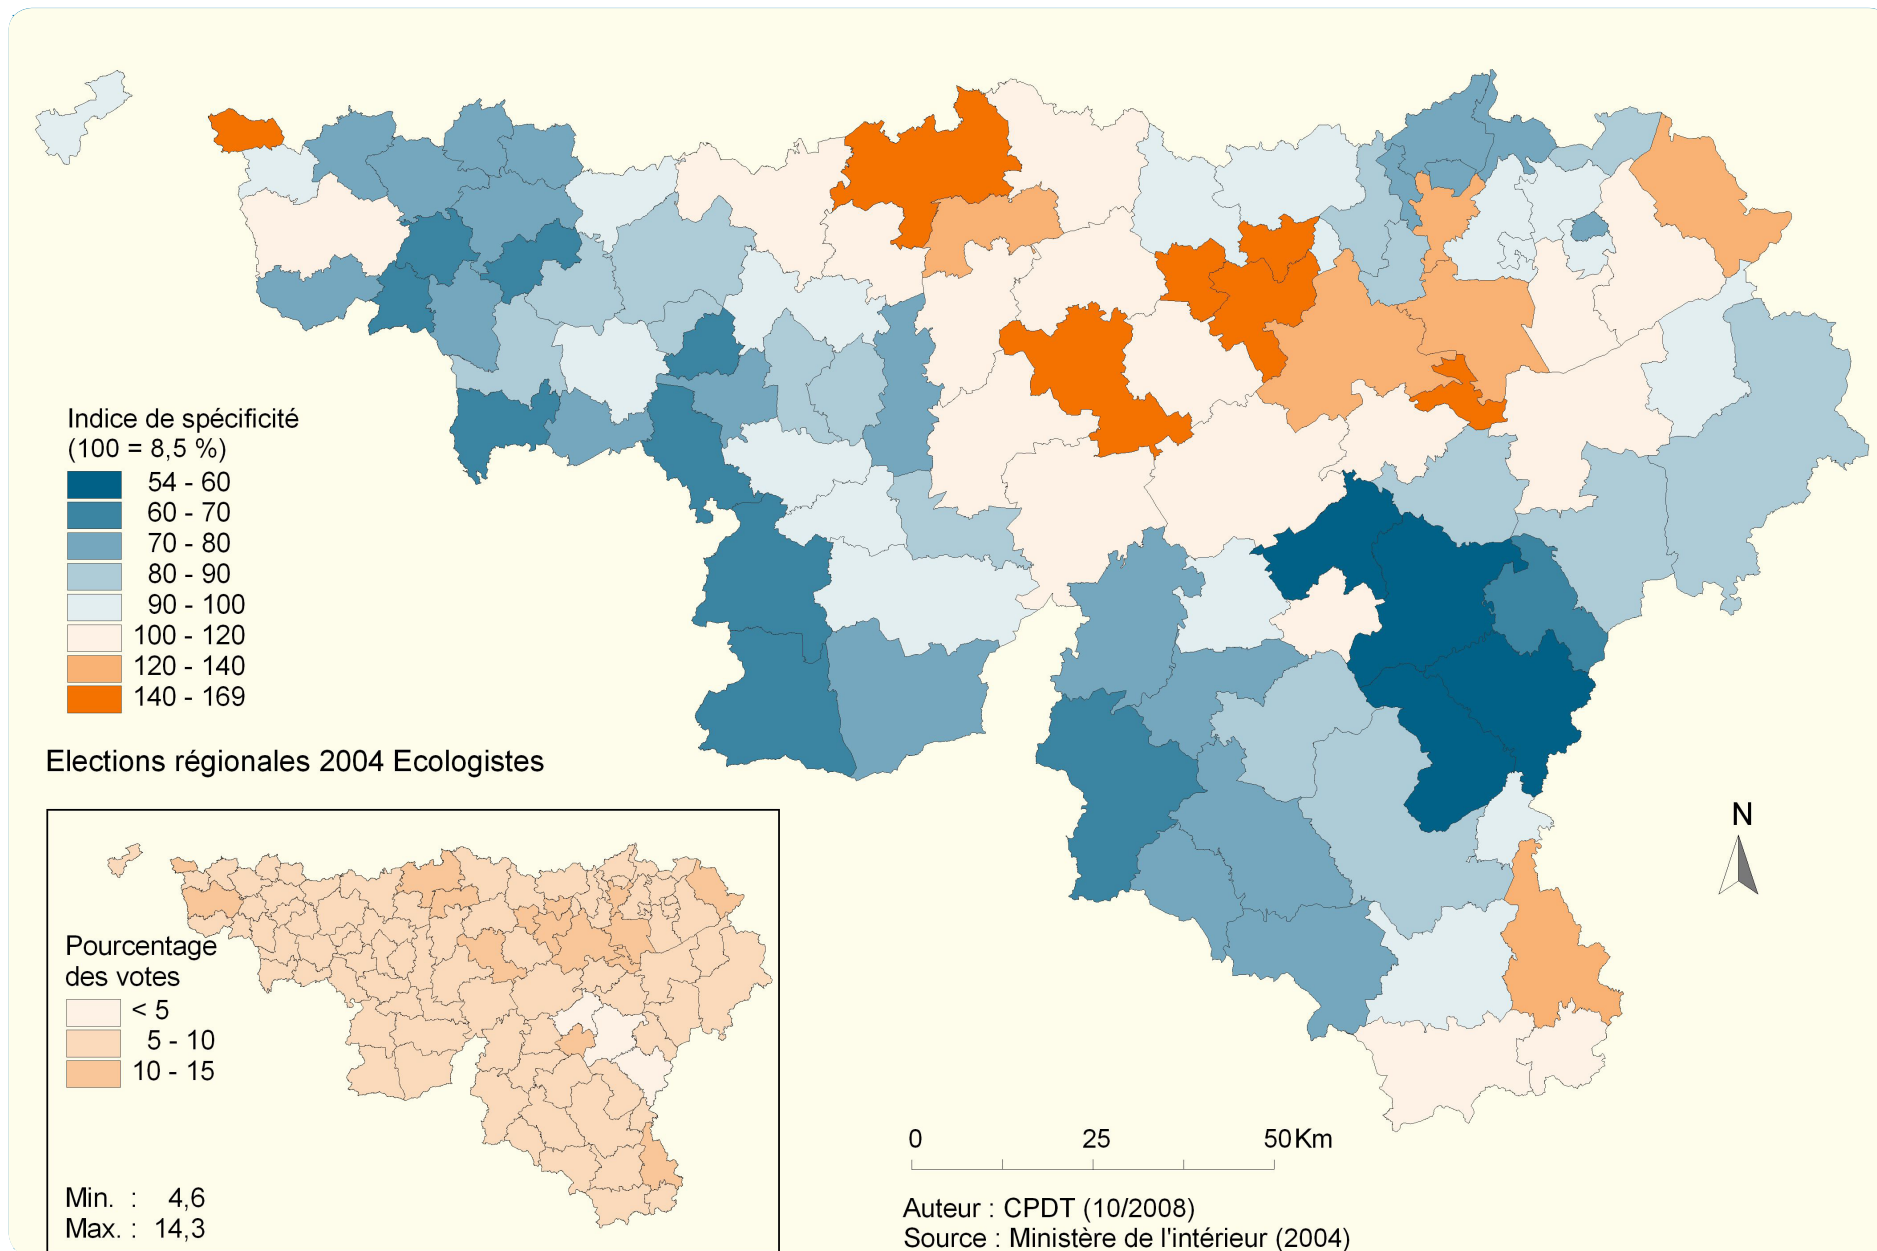 Indice de spécificité
(100 = 8,5 %)
54 - 60
60 - 70
70 - 80
80 - 90
90 - 100
100 - 120
120 - 140
140 - 169
Elections régionales 2004 Ecologistes
Pourcentage
des votes
< 5
5 - 10
10 - 15
Min. : 4,6
Max. : 14,3
N
0 25 50Km
Auteur : CPDT (10/2008)
Source : Ministère de l'intérieur (2004)